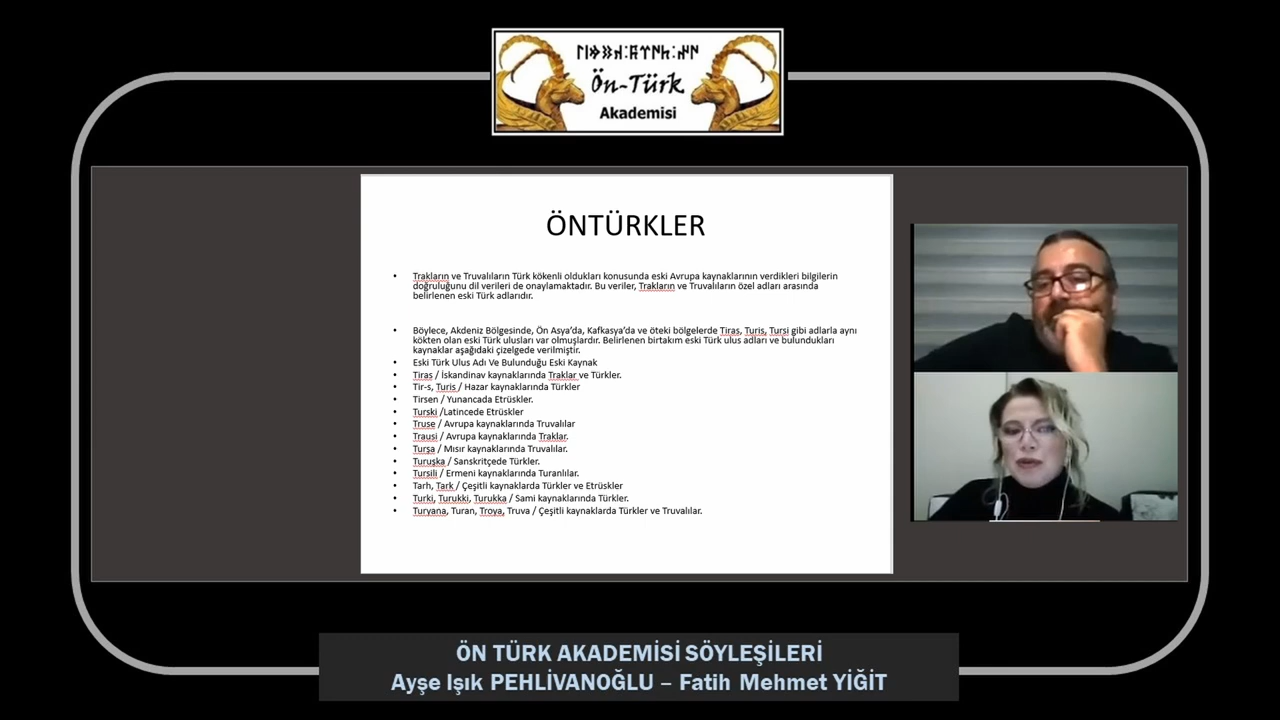 Ön-Türk
Akademisi
ÖNTÜRKLER
• Trakların ve Truvalıların Türk kökenli oldukları konusunda eski Avrupa kaynaklarının verdikleri bilgilerin
doğruluğunu dil verileri de onaylamaktadır. Bu veriler, Trakların ve Truvalıların özel adları arasında
belirlenen eski Türk adlarıdır.
• Böylece, Akdeniz Bölgesinde, Ön Asya’da, Kafkasya’da ve öteki bölgelerde Tiras, Turis, Tursi gibi adlarla aynı
kökten olan eski Türk ulusları var olmuşlardır. Belirlenen birtakım eski Türk ulus adları ve bulundukları
kaynaklar aşağıdaki çizelgede verilmiştir.
• Eski Türk Ulus Adı Ve Bulunduğu Eski Kaynak
• Tiras / İskandinav kaynaklarında Traklar ve Türkler.
• Tir-s, Turis / Hazar kaynaklarında Türkler
• Tirsen / Yunancada Etrüskler.
• Turski /Latincede Etrüskler
• Truse / Avrupa kaynaklarında Truvalılar
• Trausi / Avrupa kaynaklarında Traklar.
• Turşa / Mısır kaynaklarında Truvalılar.
• Turuşka / Sanskritçede Türkler.
• Tursili / Ermeni kaynaklarında Turanlılar.
• Tarh, Tark / Çeşitli kaynaklarda Türkler ve Etrüskler
• Turki, Turukki, Turukka / Sami kaynaklarında Türkler.
• Turyana, Turan, Troya, Truva / Çeşitli kaynaklarda Türkler ve Truvalılar.
ÖN TÜRK AKADEMİSİ SÖYLEŞİLERİ
Ayşe Işık PEHLİVANOĞLU – Fatih Mehmet YİĞİT